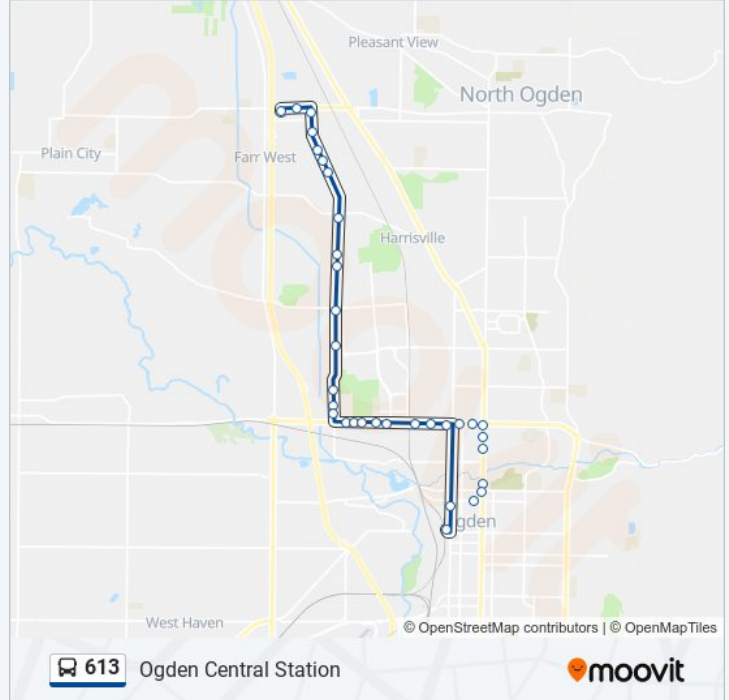 Pleasant View
North Ogden
Plain City
Farr West
Harrisville
gden
West Haven
© OpenStreetMap contributors | © OpenMapTiles
613 Ogden Central Station
moovit